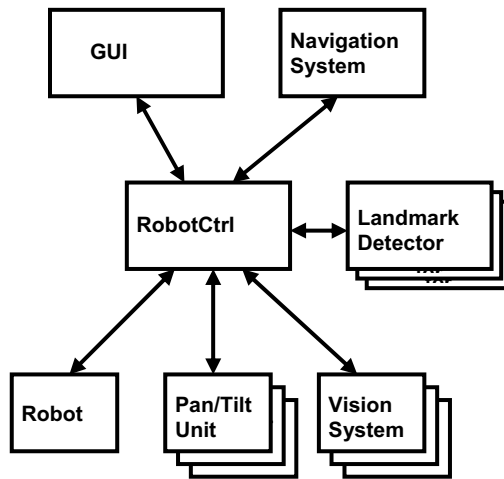 GUI
Navigation
System
RobotCtrl
Landmark
Detector
Robot
Pan/Tilt
Unit
Vision
System